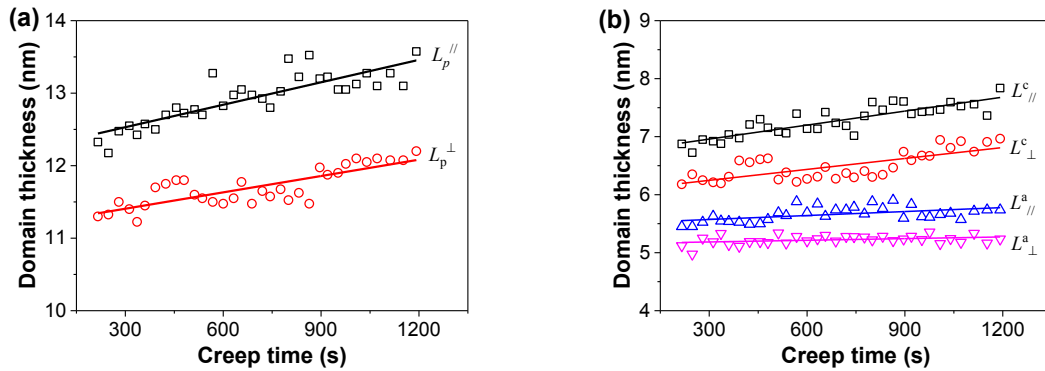 (a)
Domain thickness (nm)
14
13
12
11
10
300
600
900
1200
Creep time (s)
L_p^{//}
L_p^⊥
(b)
Domain thickness (nm)
9
8
7
6
5
4
300
600
900
1200
Creep time (s)
L^c_{//}
L^c_⊥
L^a_{//}
L^a_⊥